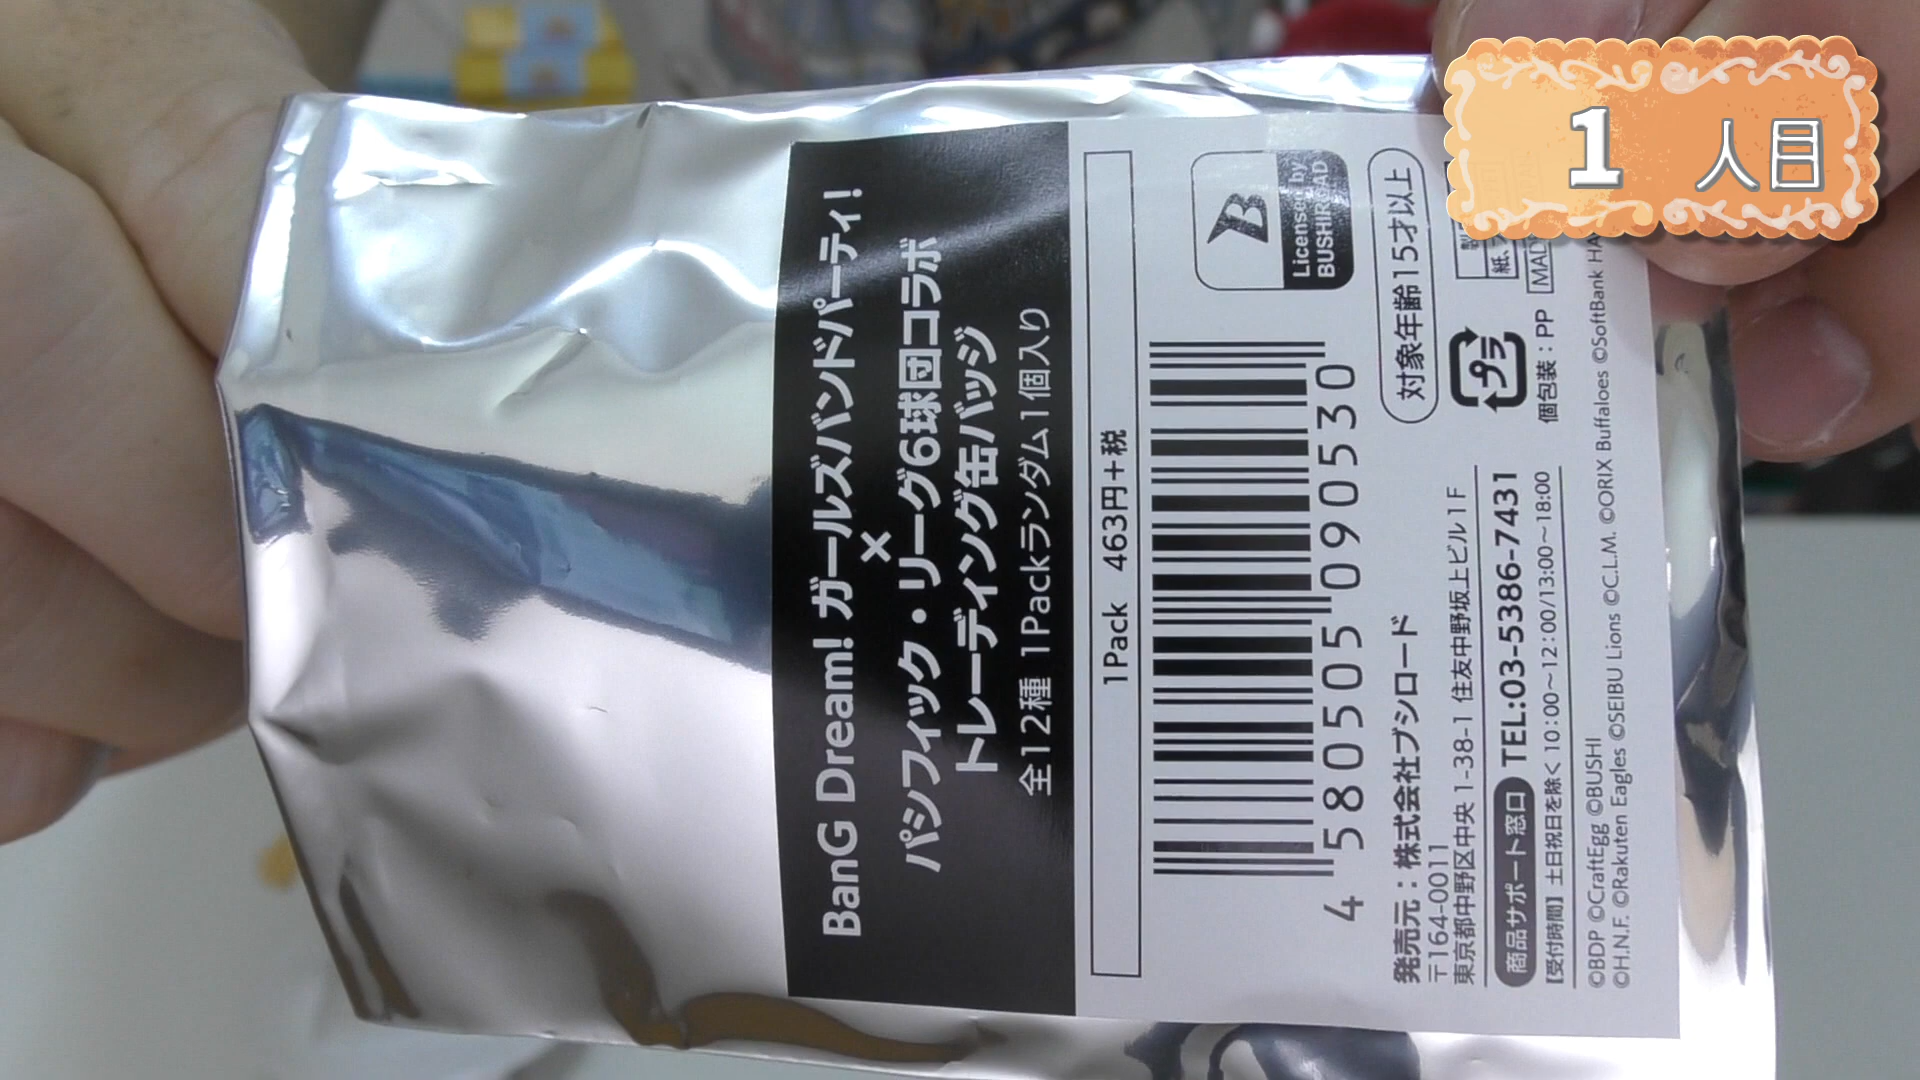 1 人目
BanG Dream! ガールズバンドパーティ!
×
パシフィック・リーグ6球団コラボ
トレーディング缶バッジ
全12種 1Packランダム1個入り
1Pack 463円+税
B
Licensed by
BUSHIROAD
4 580505 090530
対象年齢15才以上
発売元:株式会社ブシロード
〒164-0011
東京都中野区中央 1-38-1 住友中野坂上ビル1F
商品サポート窓口 TEL:03-5386-7431
【受付時間】土日祝日を除く 10:00~12:00/13:00~18:00
プラ
個包装:PP
©BDP ©CraftEgg ©BUSHI
©H.N.F. ©Rakuten Eagles ©SEIBU Lions ©C.L.M. ©ORIX Buffaloes ©SoftBank